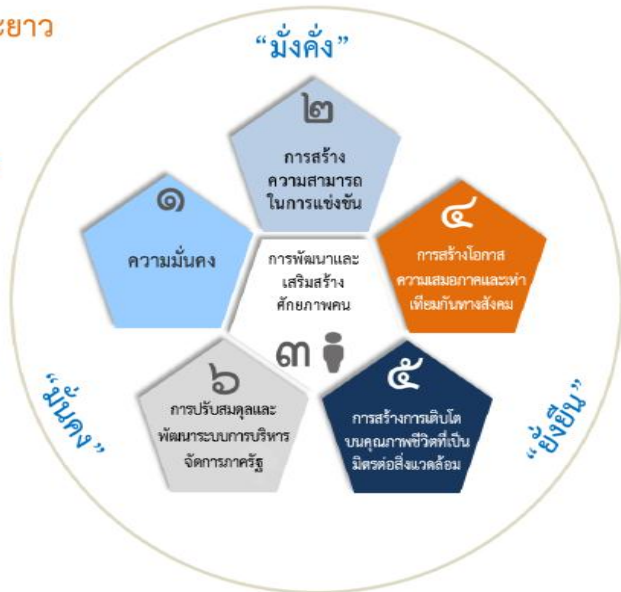 ะยาว
“มั่งคั่ง”
๒
การสร้าง
ความสามารถ
ในการแข่งขัน
๑
ความมั่นคง
การพัฒนาและ
เสริมสร้าง
ศักยภาพคน
๓
๔
การสร้างโอกาส
ความเสมอภาคและเท่า
เทียมกันทางสังคม
๖
การปรับสมดุลและ
พัฒนาระบบการบริหาร
จัดการภาครัฐ
๕
การสร้างการเติบโต
บนคุณภาพชีวิตที่เป็น
มิตรต่อสิ่งแวดล้อม
“มั่นคง”
“ยั่งยืน”